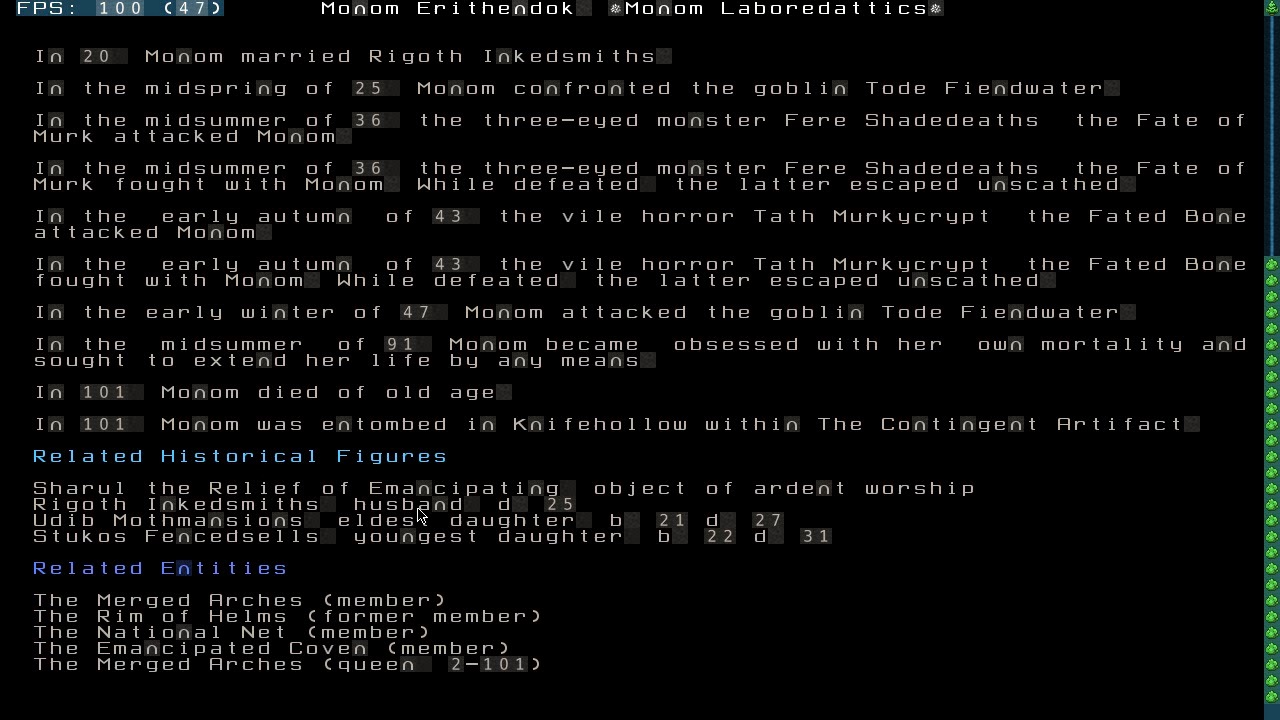 FPS: 100 (47) Monom Erithendok *Monom Laboredattics*
In 20 Monom married Rigoth Inkedsmiths
In the midspring of 25 Monom confronted the goblin Tode Fiendwater
In the midsummer of 36 the three-eyed monster Fere Shadedeaths the Fate of
Murk attacked Monom
In the midsummer of 36 the three-eyed monster Fere Shadedeaths the Fate of
Murk fought with Monom While defeated the latter escaped unscathed
In the early autumn of 43 the vile horror Tath Murkycrypt the Fated Bone
attacked Monom
In the early autumn of 43 the vile horror Tath Murkycrypt the Fated Bone
fought with Monom While defeated the latter escaped unscathed
In the early winter of 47 Monom attacked the goblin Tode Fiendwater
In the midsummer of 91 Monom became obsessed with her own mortality and
sought to extend her life by any means
In 101 Monom died of old age
In 101 Monom was entombed in Knifehollow within The Contingent Artifact
Related Historical Figures
Sharul the Relief of Emancipating object of ardent worship
Rigoth Inkedsmiths husband d 25
Udib Mothmansions eldest daughter b 21 d 27
Stukos Fencedsells youngest daughter b 22 d 31
Related Entities
The Merged Arches (member)
The Rim of Helms (former member)
The National Net (member)
The Emancipated Coven (member)
The Merged Arches (queen 2-101)